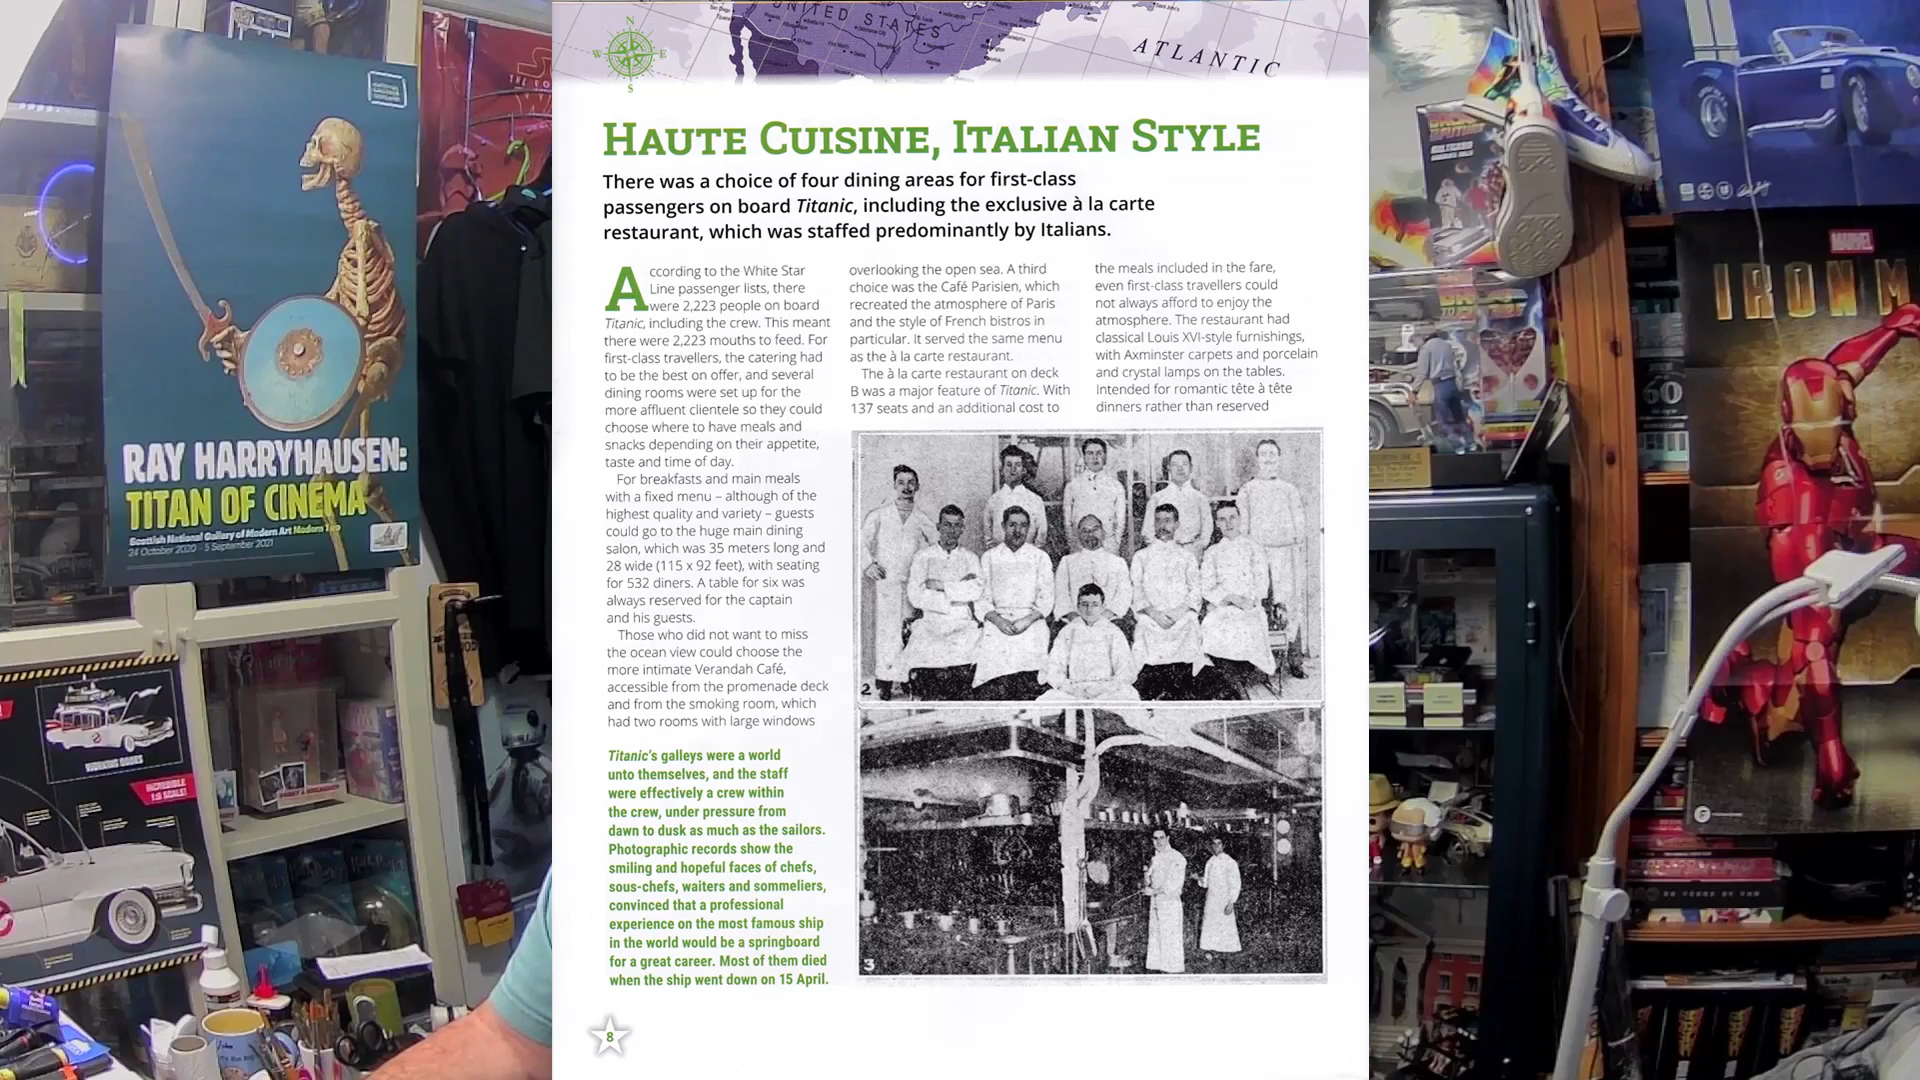 RAY HARRYHAUSEN:
TITAN OF CINEMA
Scottish National Gallery of Modern Art Modern Two
24 October 2020 - 5 September 2021
INCREDIBLE
1:8 SCALE!
N
W
E
S
UNITED STATES
ATLANTIC
HAUTE CUISINE, ITALIAN STYLE
There was a choice of four dining areas for first-class
passengers on board Titanic, including the exclusive à la carte
restaurant, which was staffed predominantly by Italians.
According to the White Star
Line passenger lists, there
were 2,223 people on board
Titanic, including the crew. This meant
there were 2,223 mouths to feed. For
first-class travellers, the catering had
to be the best on offer, and several
dining rooms were set up for the
more affluent clientele so they could
choose where to have meals and
snacks depending on their appetite,
taste and time of day.
For breakfasts and main meals
with a fixed menu – although of the
highest quality and variety – guests
could go to the huge main dining
salon, which was 35 meters long and
28 wide (115 x 92 feet), with seating
for 532 diners. A table for six was
always reserved for the captain
and his guests.
Those who did not want to miss
the ocean view could choose the
more intimate Verandah Café,
accessible from the promenade deck
and from the smoking room, which
had two rooms with large windows
overlooking the open sea. A third
choice was the Café Parisien, which
recreated the atmosphere of Paris
and the style of French bistros in
particular. It served the same menu
as the à la carte restaurant.
The à la carte restaurant on deck
B was a major feature of Titanic. With
137 seats and an additional cost to
the meals included in the fare,
even first-class travellers could
not always afford to enjoy the
atmosphere. The restaurant had
classical Louis XVI-style furnishings,
with Axminster carpets and porcelain
and crystal lamps on the tables.
Intended for romantic tête à tête
dinners rather than reserved
Titanic's galleys were a world
unto themselves, and the staff
were effectively a crew within
the crew, under pressure from
dawn to dusk as much as the sailors.
Photographic records show the
smiling and hopeful faces of chefs,
sous-chefs, waiters and sommeliers,
convinced that a professional
experience on the most famous ship
in the world would be a springboard
for a great career. Most of them died
when the ship went down on 15 April.
2
3
8
MARVEL
IRON M
60